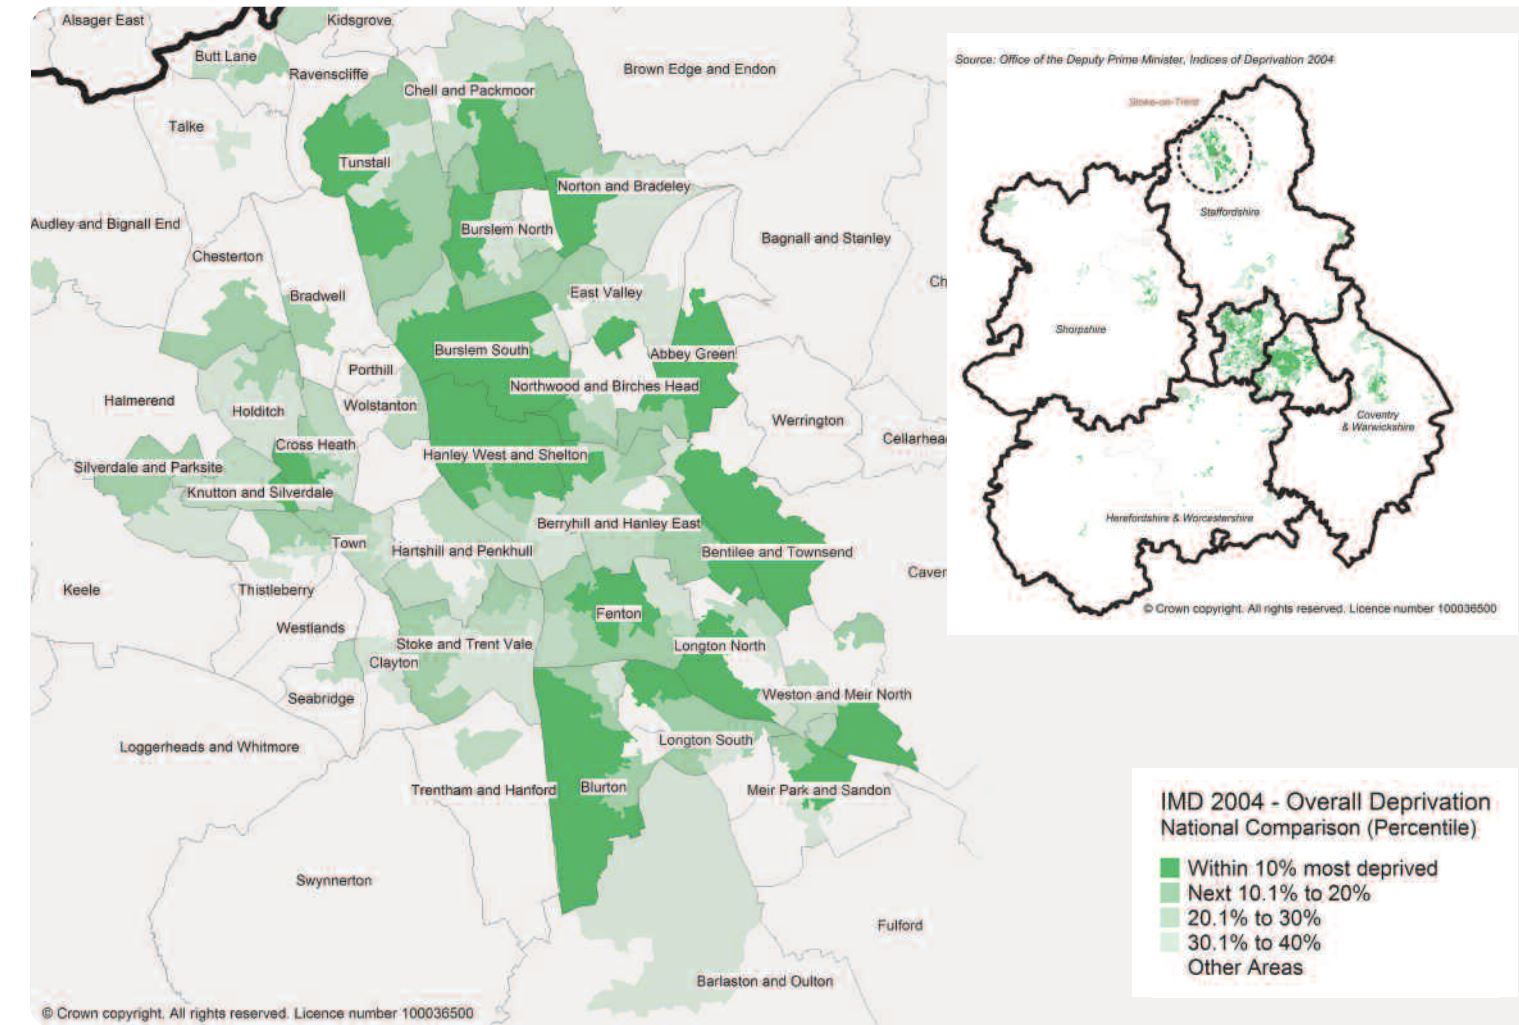 Alsager East
Kidsgrove
Butt Lane
Ravenscliffe
Brown Edge and Endon
Chell and Packmoor
Talke
Tunstall
Norton and Bradeley
Audley and Bignall End
Burslem North
Bagnall and Stanley
Chesterton
Ch
Bradwell
East Valley
Burslem South
Abbey Green
Porthill
Northwood and Birches Head
Halmerend
Wolstanton
Holditch
Werrington
Cross Heath
Cellarhea
Hanley West and Shelton
Silverdale and Parksite
Knutton and Silverdale
Berryhill and Hanley East
Town
Hartshill and Penkhull
Bentilee and Townsend
Caver
Keele
Thistleberry
Fenton
Westlands
Stoke and Trent Vale
Longton North
Clayton
Seabridge
Weston and Meir North
Loggerheads and Whitmore
Longton South
Trentham and Hanford
Blurton
Meir Park and Sandon
Swynnerton
Fulford
Barlaston and Oulton
© Crown copyright. All rights reserved. Licence number 100036500
Source: Office of the Deputy Prime Minister, Indices of Deprivation 2004
Stoke-on-Trent
Staffordshire
Shorpshire
Coventry
& Warwickshire
Herefordshire & Worcestershire
© Crown copyright. All rights reserved. Licence number 100036500
IMD 2004 - Overall Deprivation
National Comparison (Percentile)
Within 10% most deprived
Next 10.1% to 20%
20.1% to 30%
30.1% to 40%
Other Areas